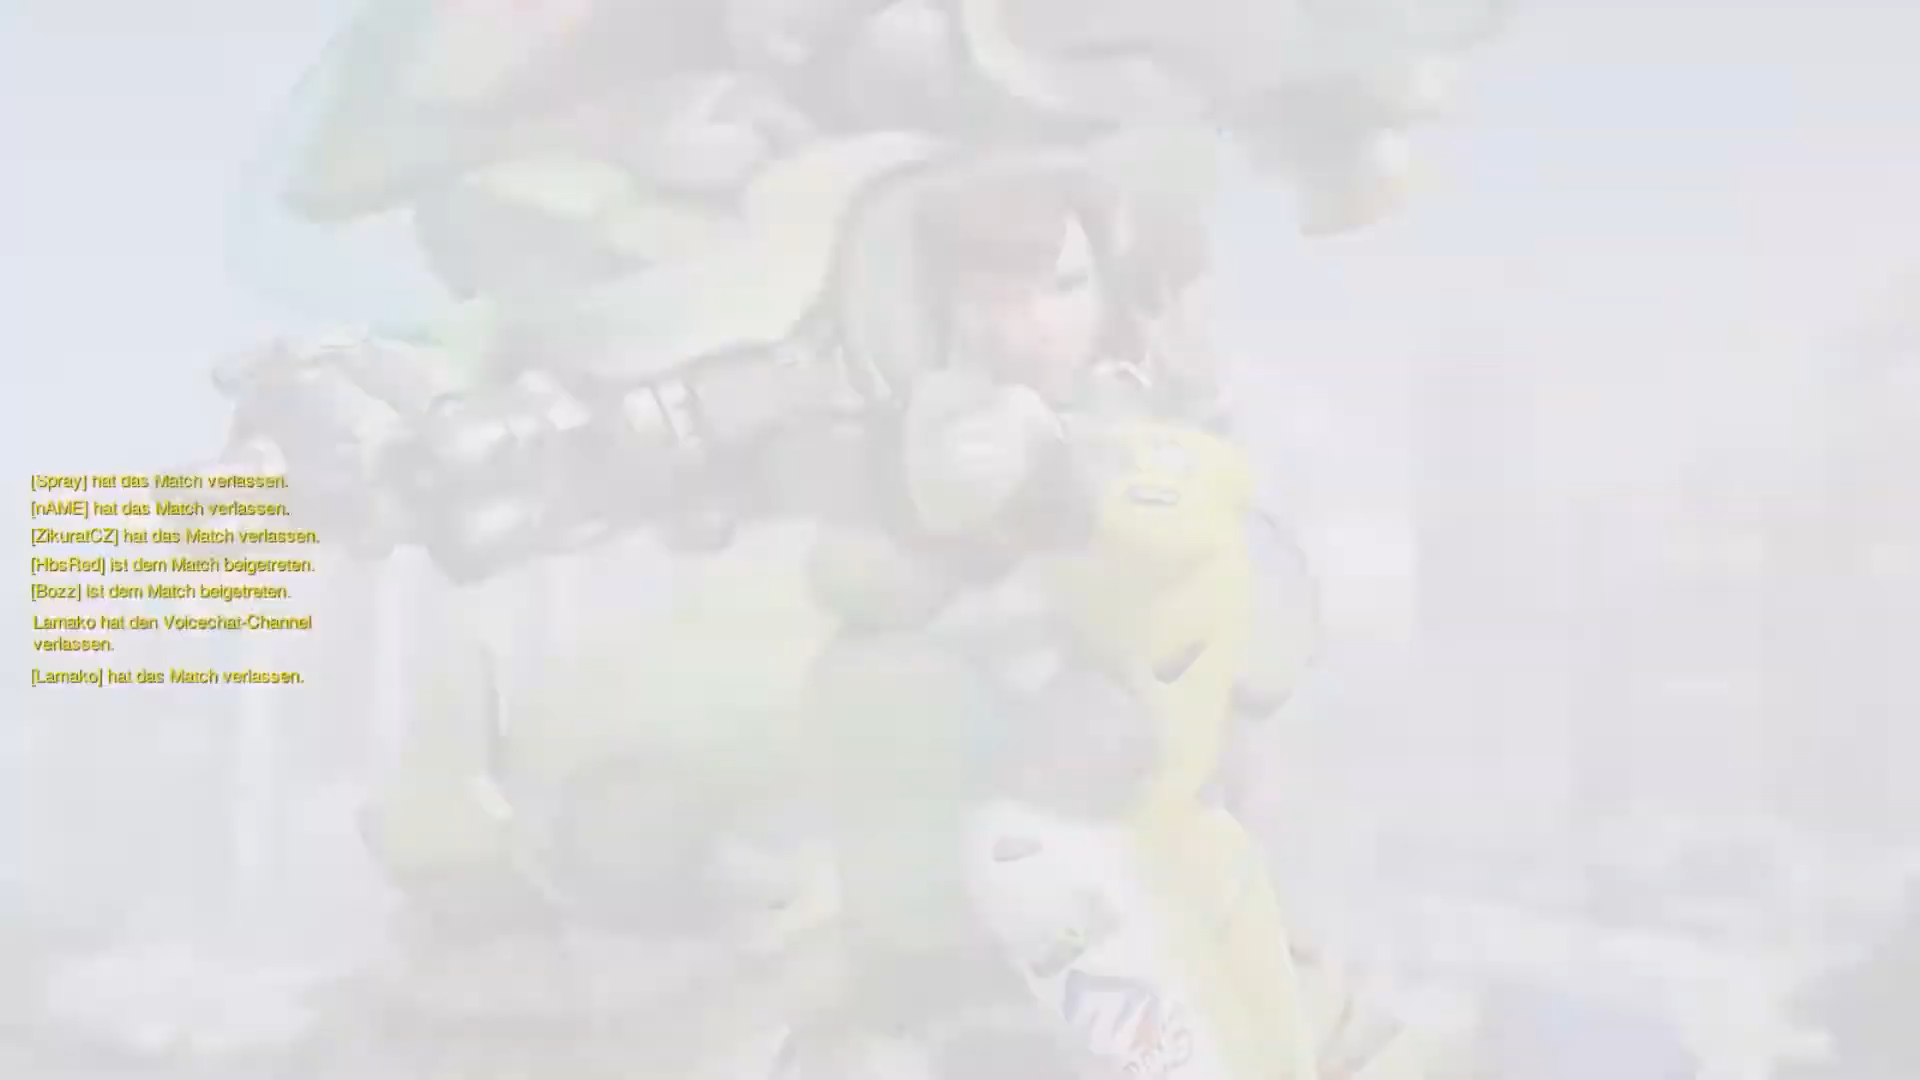 [Spray] hat das Match verlassen.
[nAME] hat das Match verlassen.
[ZikuratCZ] hat das Match verlassen.
[HbsRed] ist dem Match beigetreten.
[Bozz] ist dem Match beigetreten.
Lamako hat den Voicechat-Channel
verlassen.
[Lamako] hat das Match verlassen.